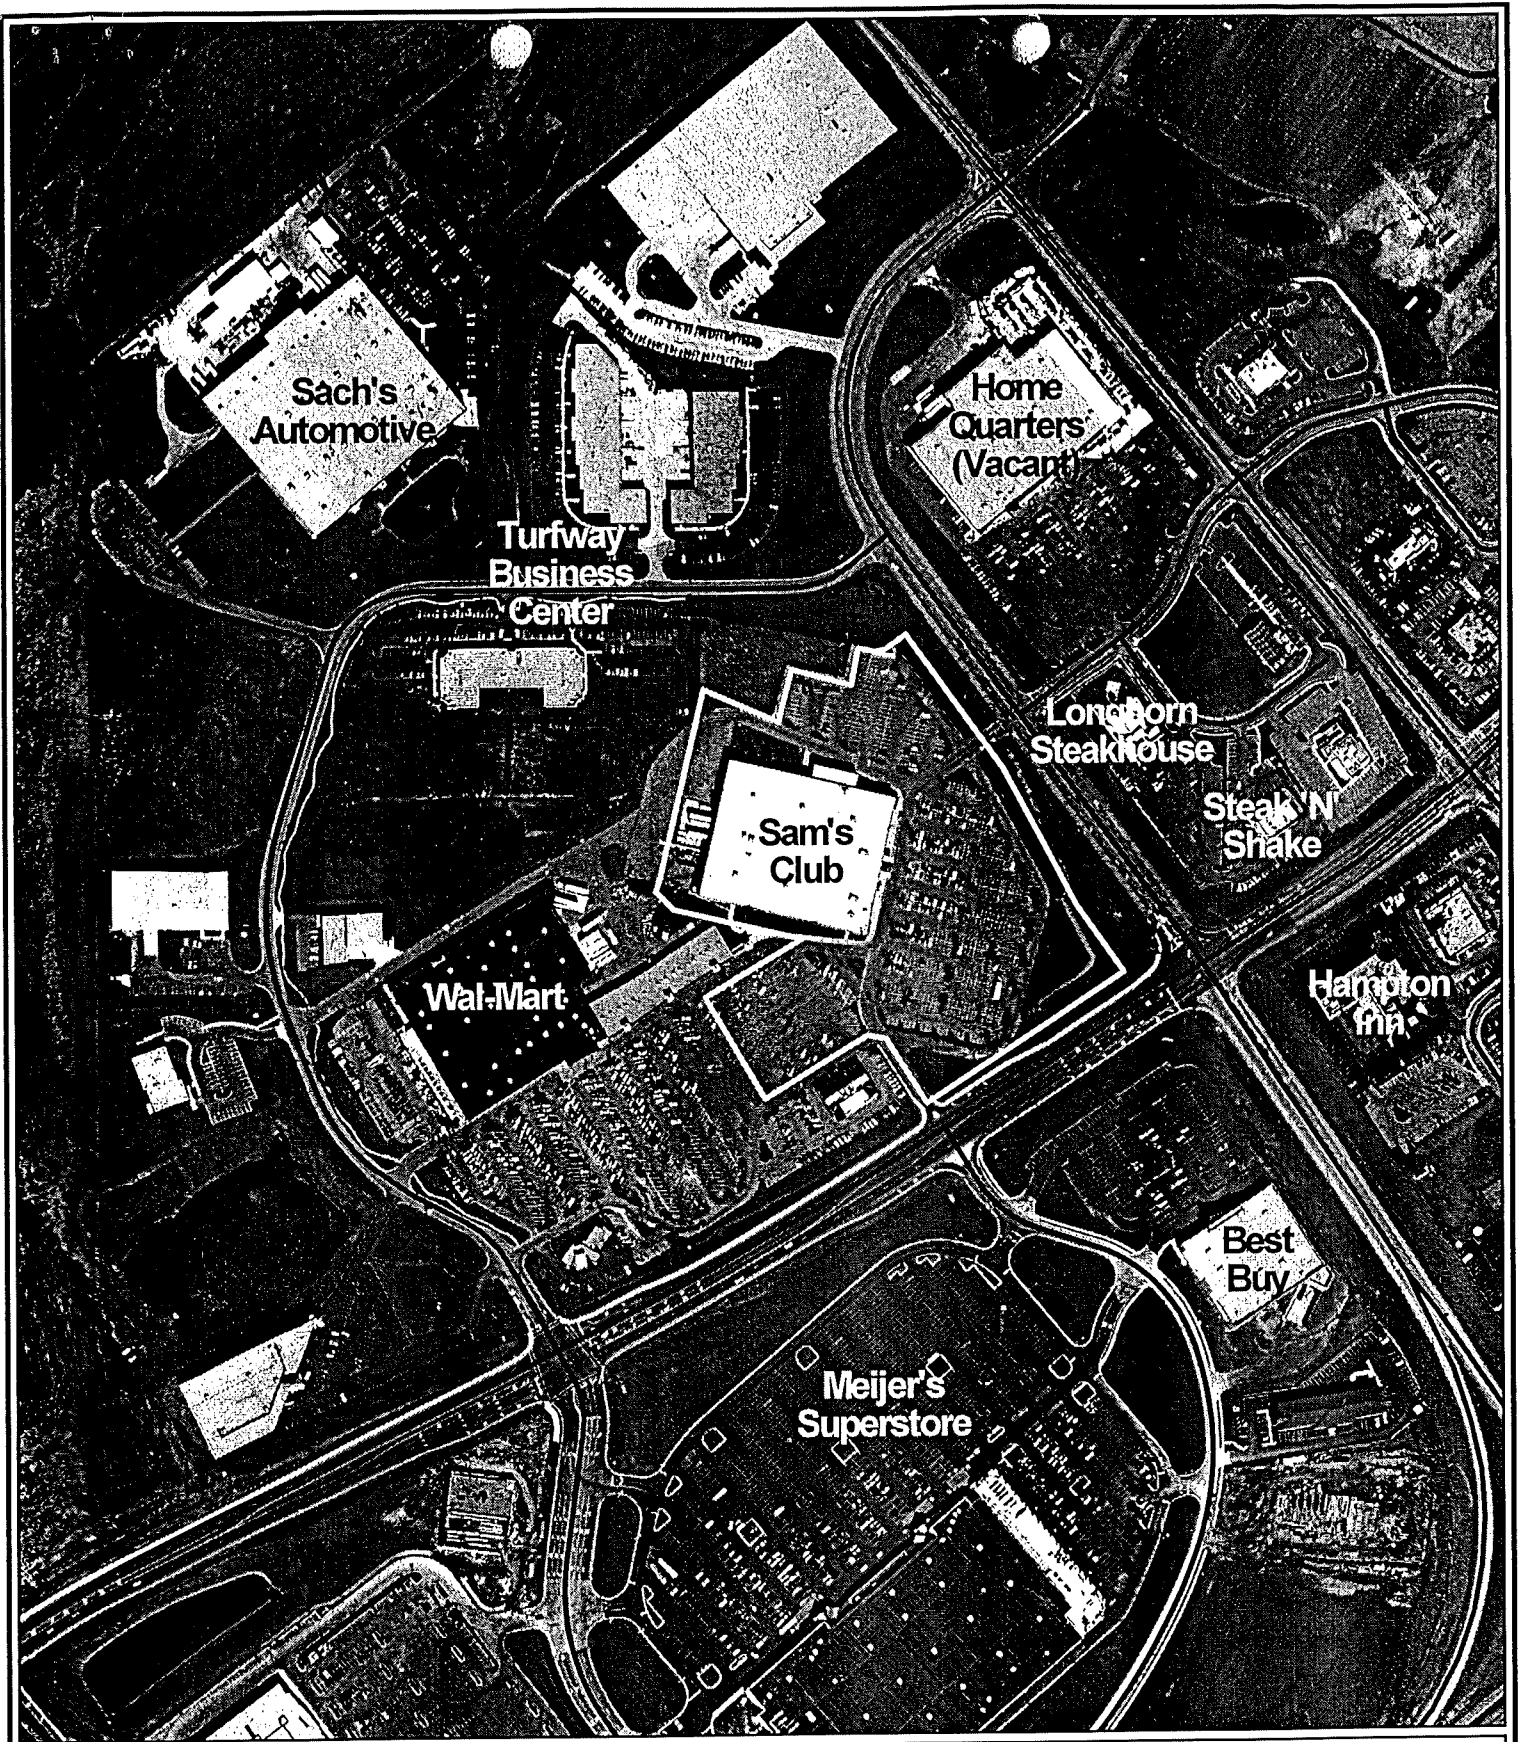 Sach's
Automotive
Home
Quarters
(Vacant)
Turfway
Business
Center
Longhorn
Steakhouse
Steak 'N'
Shake
Sam's
Club
Wal-Mart
Hampton
Inn
Best
Buy
Meijer's
Superstore